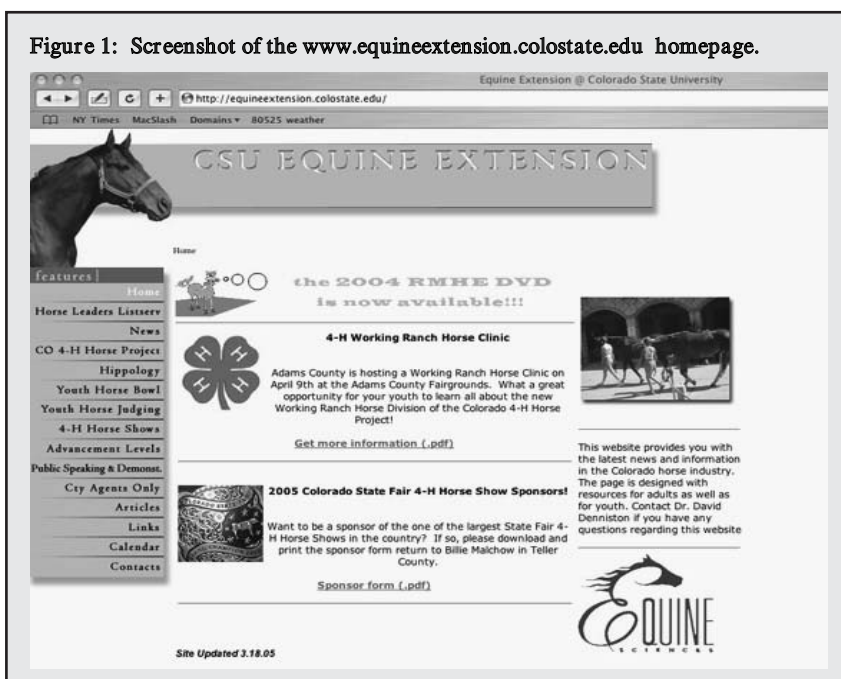 Figure 1: Screenshot of the www.equineextension.colostate.edu homepage.
Equine Extension @ Colorado State University
http://equineextension.colostate.edu/
NY Times MacSlash Domains 80525 weather
CSU EQUINE EXTENSION
Home
features
Home
Horse Leaders Listserv
News
CO 4-H Horse Project
Hippology
Youth Horse Bowl
Youth Horse Judging
4-H Horse Shows
Advancement Levels
Public Speaking & Demonst.
Cty Agents Only
Articles
Links
Calendar
Contacts
the 2004 RMHE DVD
is now available!!!
H H
H H
4-H Working Ranch Horse Clinic
Adams County is hosting a Working Ranch Horse Clinic on
April 9th at the Adams County Fairgrounds. What a great
opportunity for your youth to learn all about the new
Working Ranch Horse Division of the Colorado 4-H Horse
Project!
Get more information (.pdf)
2005 Colorado State Fair 4-H Horse Show Sponsors!
Want to be a sponsor of the one of the largest State Fair 4-
H Horse Shows in the country? If so, please download and
print the sponsor form return to Billie Malchow in Teller
County.
Sponsor form (.pdf)
Site Updated 3.18.05
This website provides you with
the latest news and information
in the Colorado horse industry.
The page is designed with
resources for adults as well as
for youth. Contact Dr. David
Denniston if you have any
questions regarding this website
EQUINE
SCIENCES